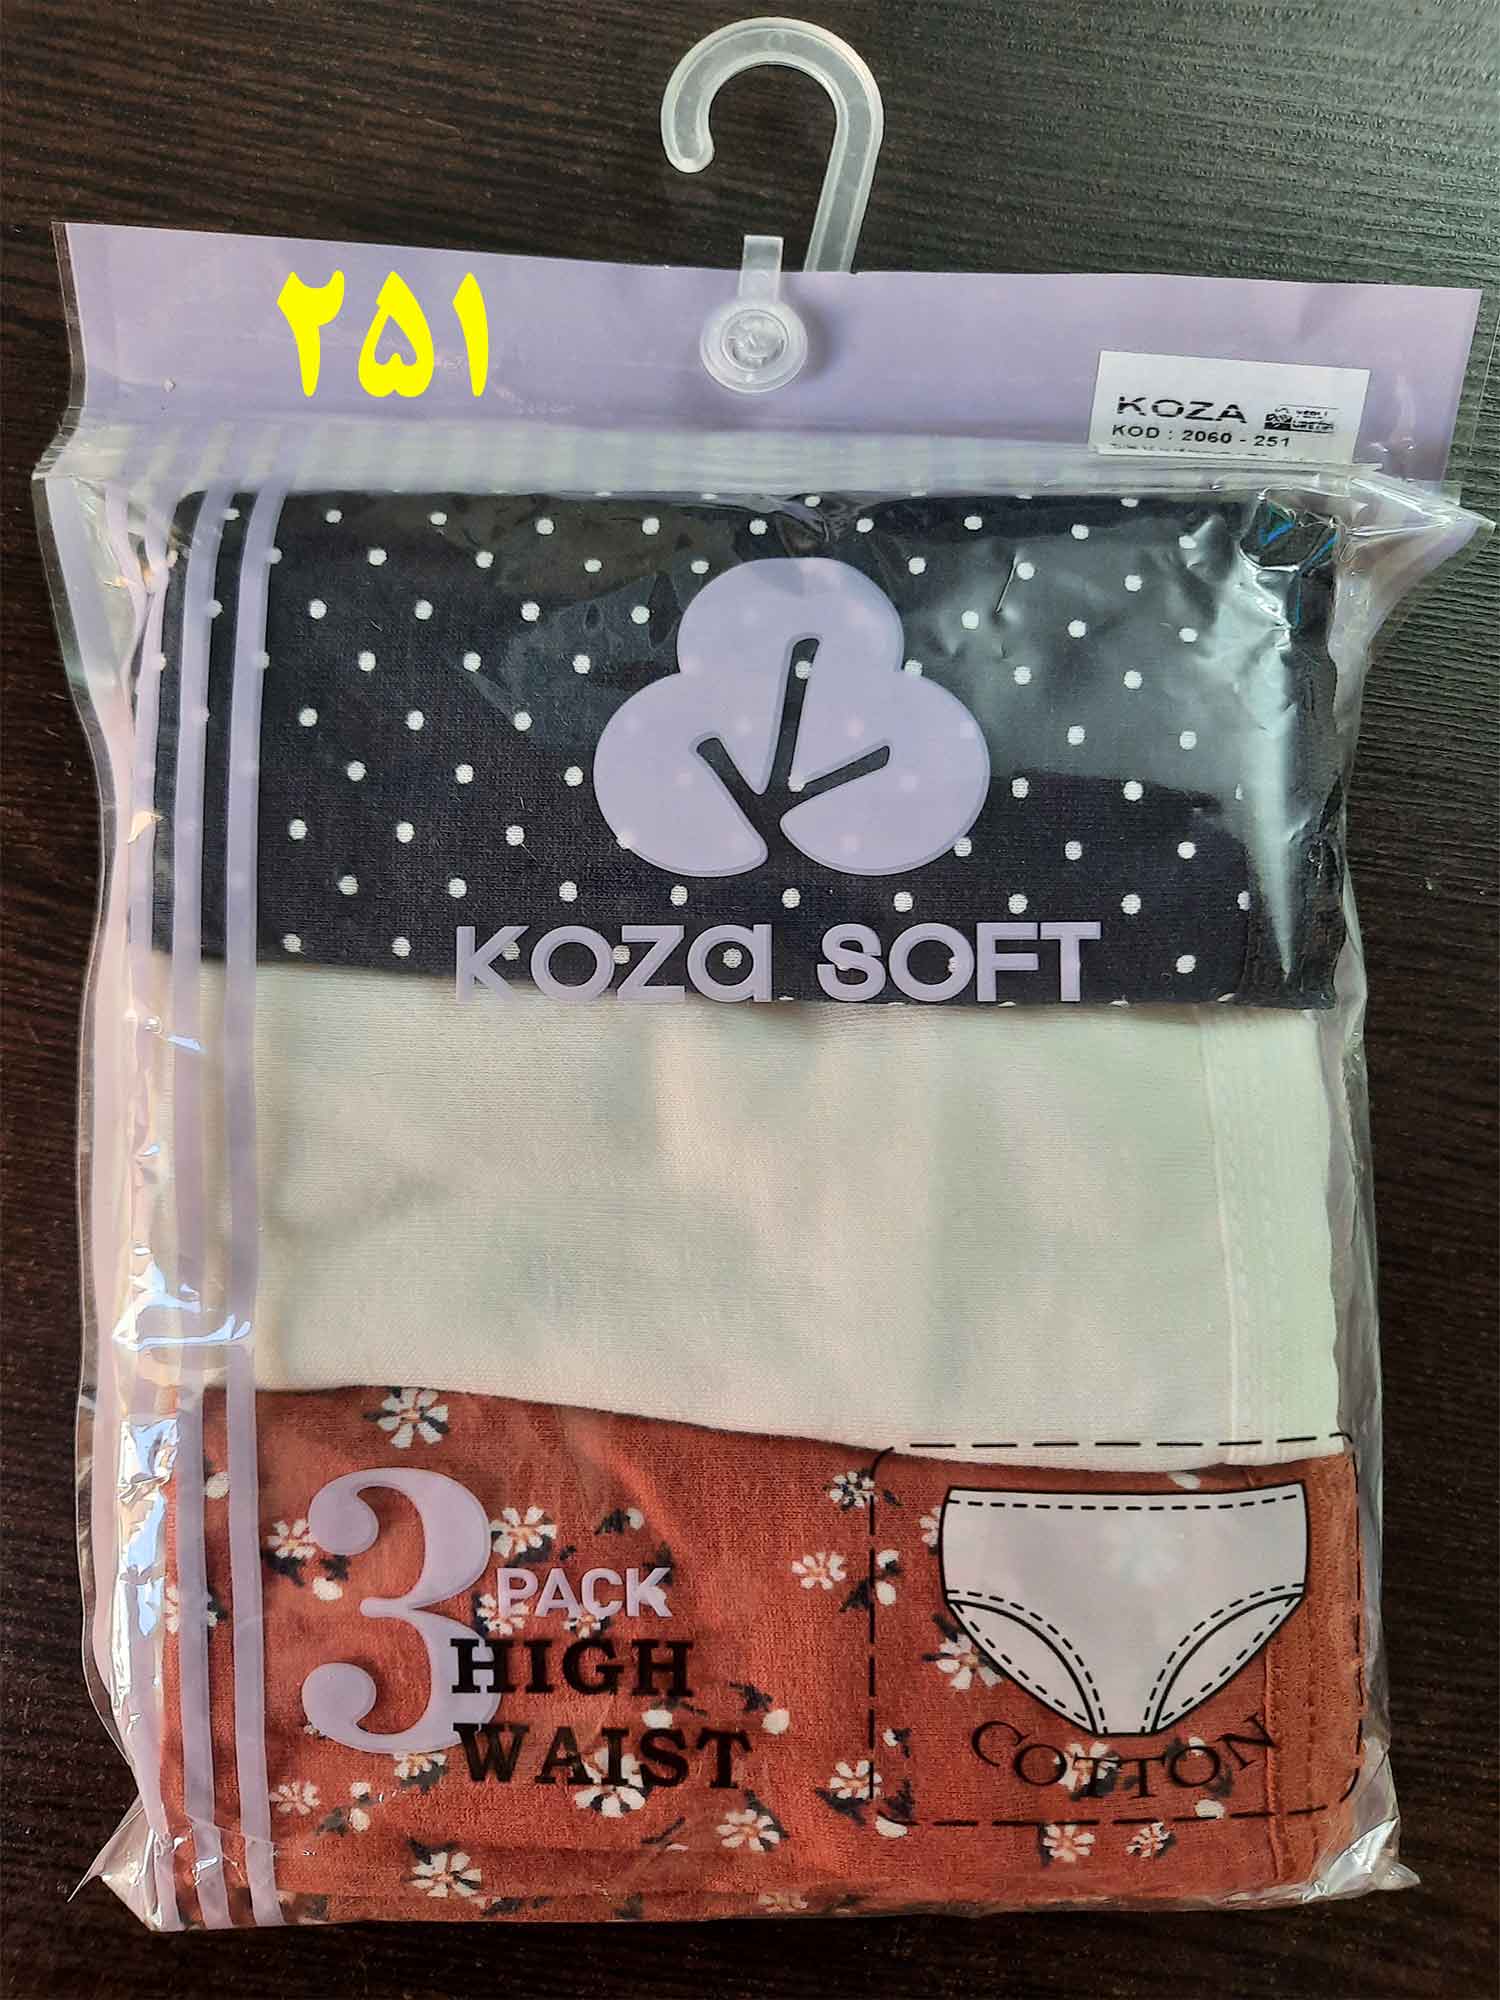 ۲۵۱
KOZA
KOD : 2060 - 251
KOZa SOFT
3
PACK
HIGH
WAIST
COTTON